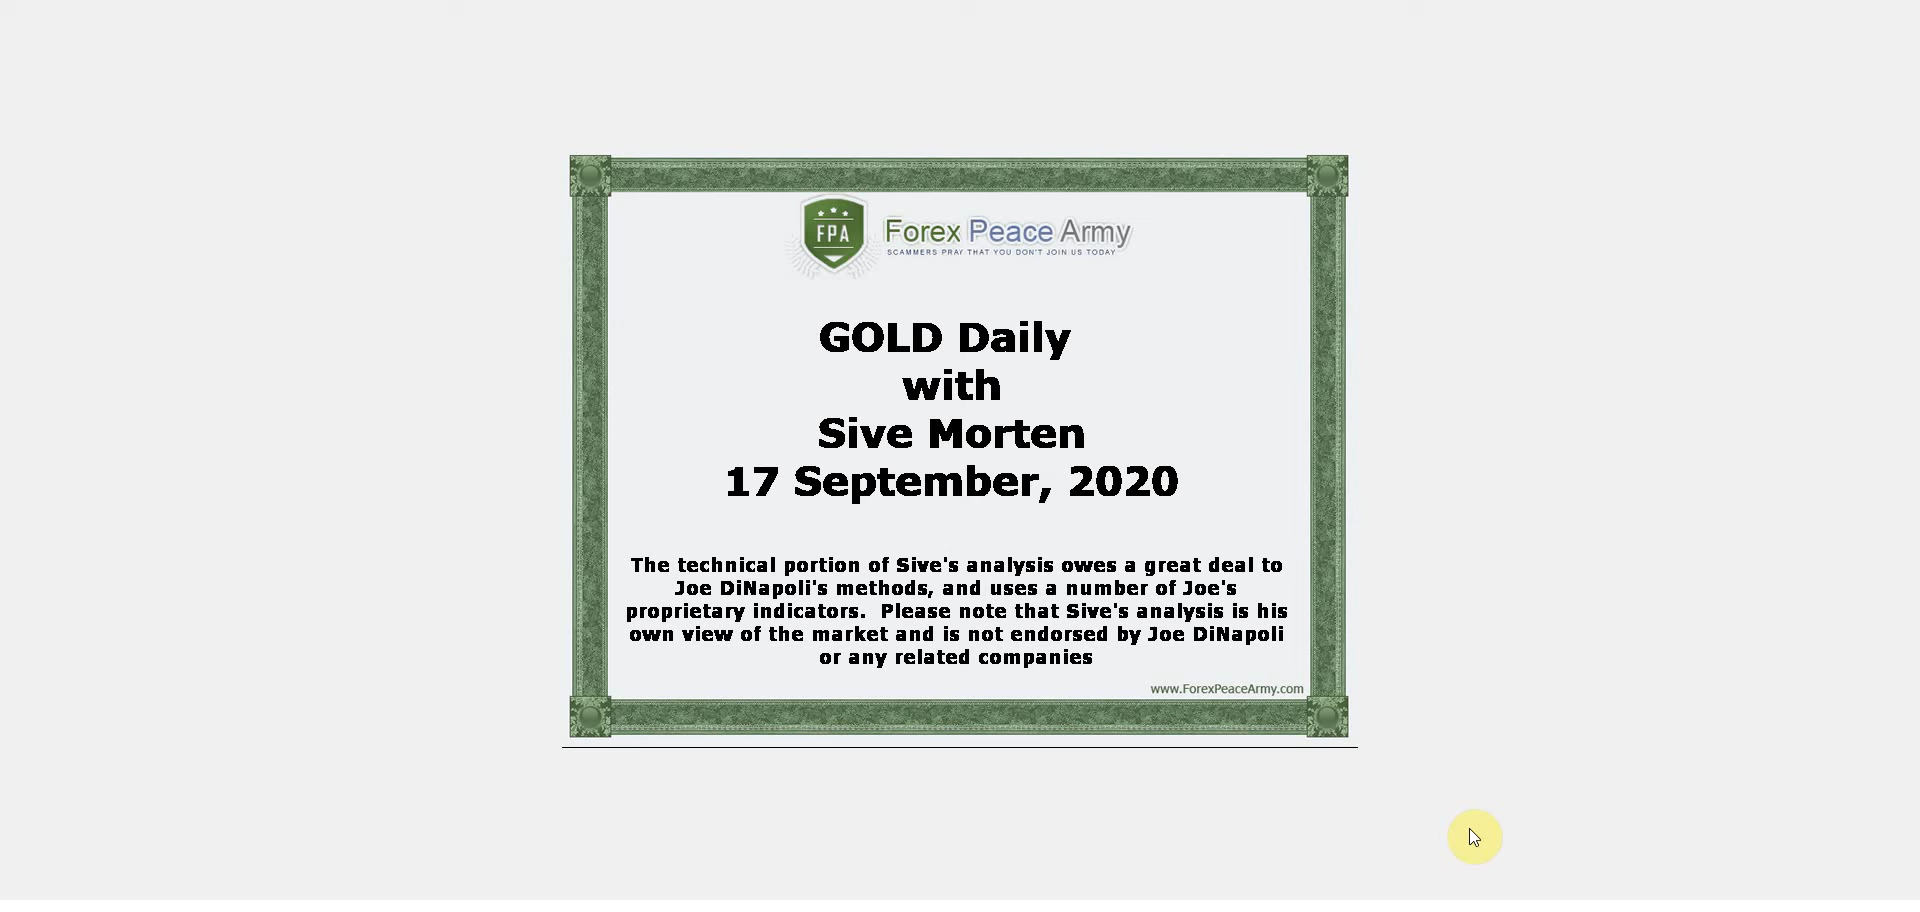 FPA
Forex Peace Army
SCAMMERS PRAY THAT YOU DON'T JOIN US TODAY
GOLD Daily
with
Sive Morten
17 September, 2020
The technical portion of Sive's analysis owes a great deal to
Joe DiNapoli's methods, and uses a number of Joe's
proprietary indicators.  Please note that Sive's analysis is his
own view of the market and is not endorsed by Joe DiNapoli
or any related companies
www.ForexPeaceArmy.com